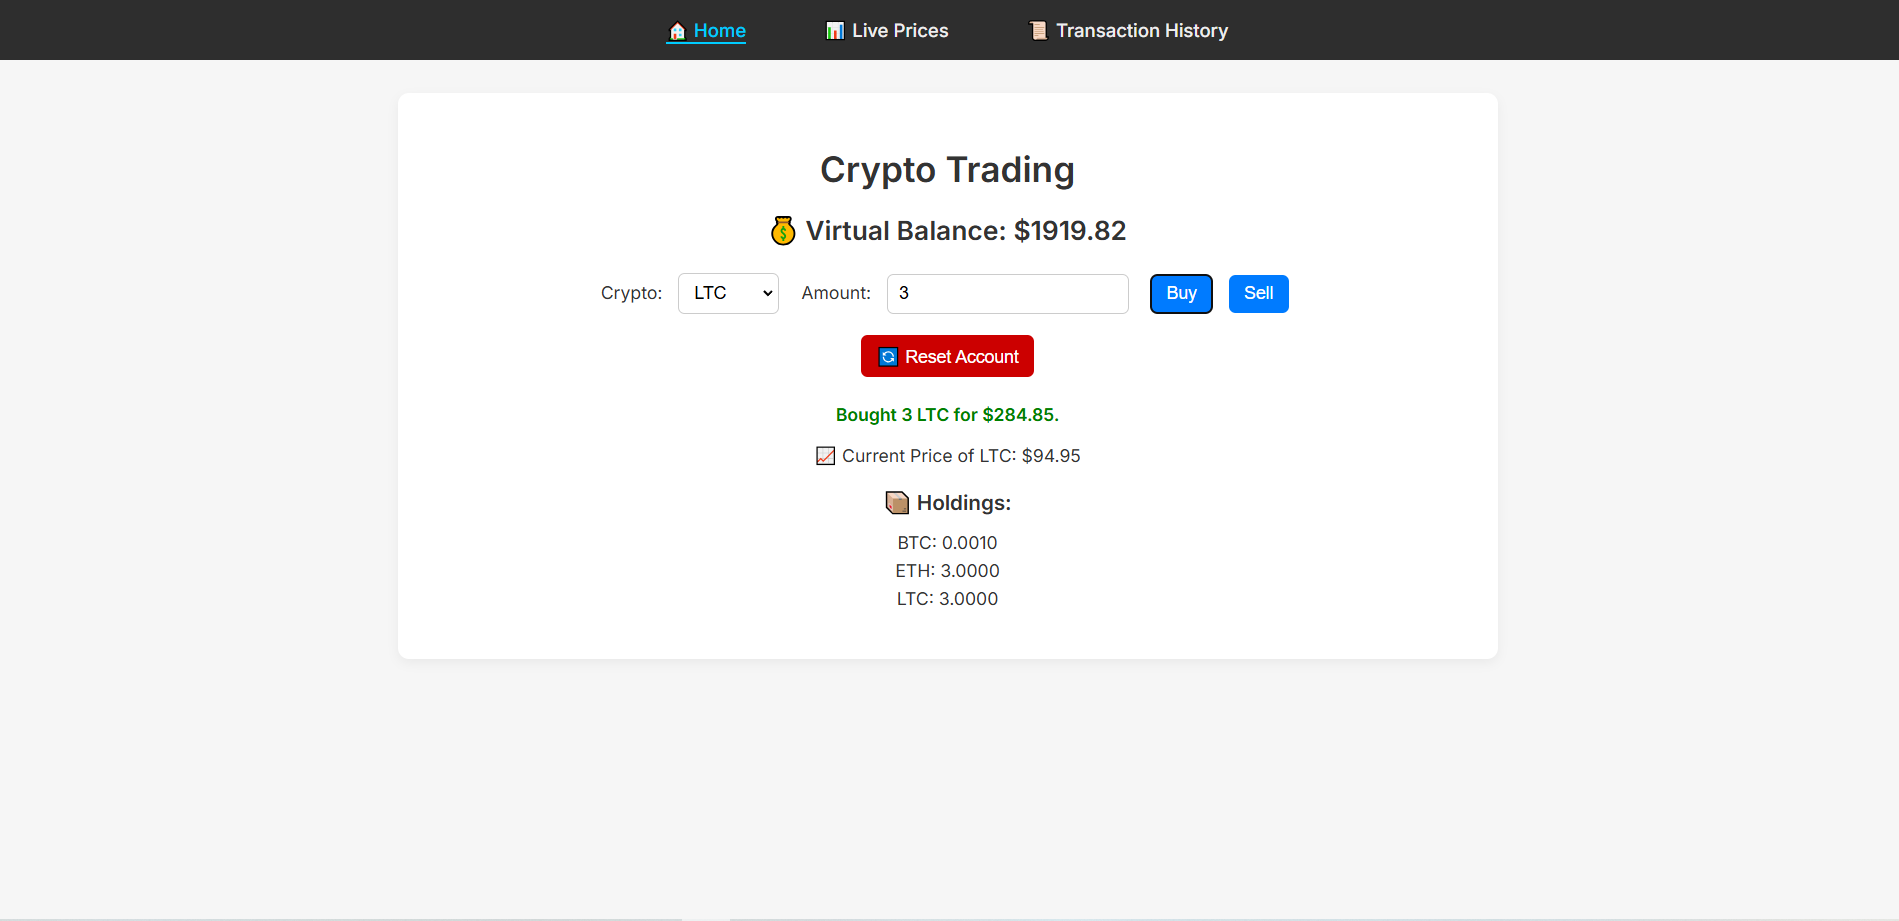 Home Live Prices Transaction History
Crypto Trading
Virtual Balance: $1919.82
Crypto: LTC Amount: 3 Buy Sell
Reset Account
Bought 3 LTC for $284.85.
Current Price of LTC: $94.95
Holdings:
BTC: 0.0010
ETH: 3.0000
LTC: 3.0000